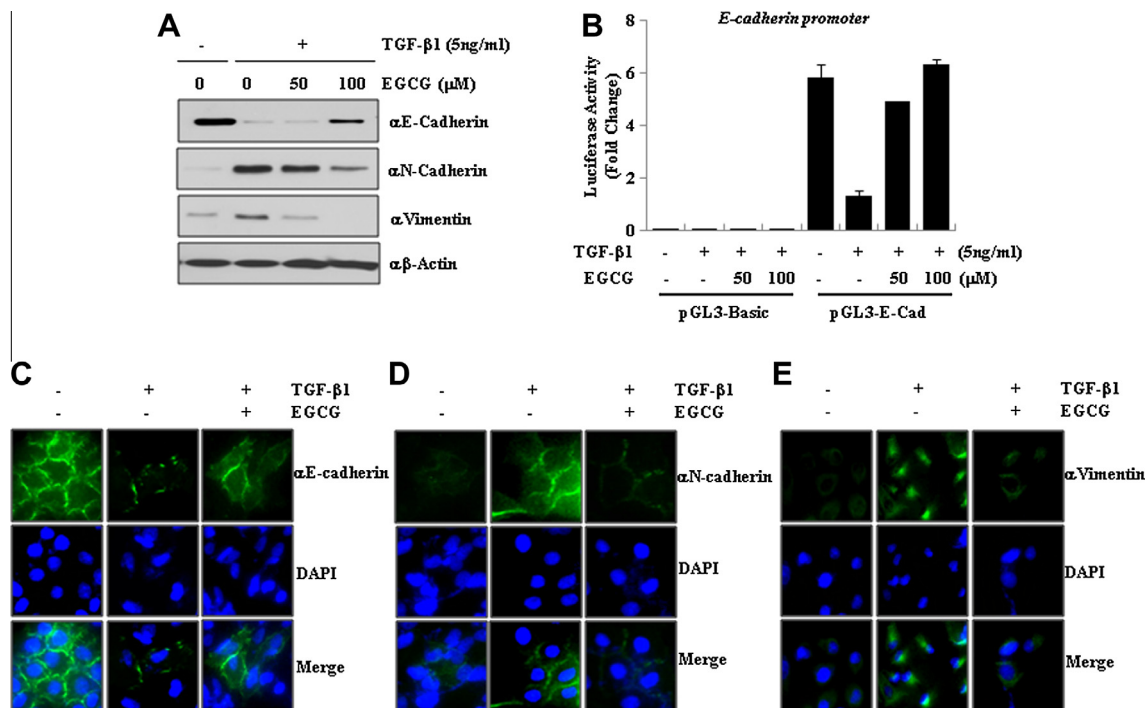 A
- + TGF-β1 (5ng/ml)
0 0 50 100 EGCG (μM)
αE-Cadherin
αN-Cadherin
αVimentin
αβ-Actin
B
E-cadherin promoter
Luciferase Activity
(Fold Change)
8
6
4
2
0
TGF-β1 - + + + - + + + (5ng/ml)
EGCG - - 50 100 - - 50 100 (μM)
pGL3-Basic pGL3-E-Cad
C
- + + TGF-β1
- - + EGCG
αE-cadherin
DAPI
Merge
D
- + + TGF-β1
- - + EGCG
αN-cadherin
DAPI
Merge
E
- + + TGF-β1
- - + EGCG
αVimentin
DAPI
Merge